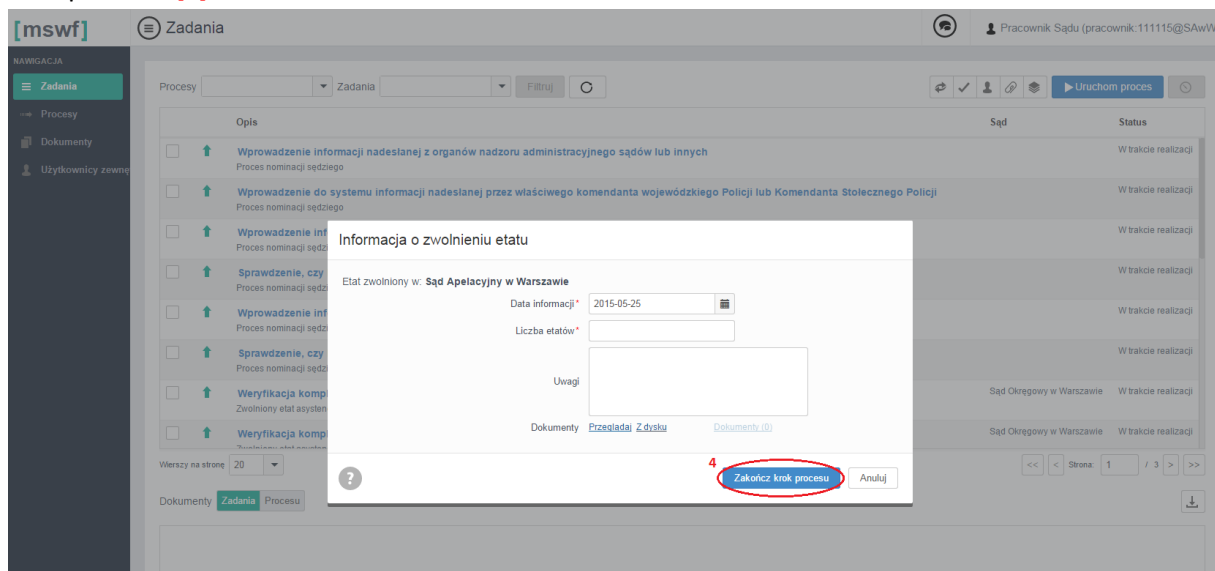 [mswf]
Zadania
Pracownik Sądu (pracownik:111115@SAwW
NAWIGACJA
Zadania
Procesy
Dokumenty
Użytkownicy zewnę
Procesy Zadania Filtruj
Uruchom proces
Opis Sąd Status
Wprowadzenie informacji nadesłanej z organów nadzoru administracyjnego sądów lub innych W trakcie realizacji
Proces nominacji sędziego
Wprowadzenie do systemu informacji nadesłanej przez właściwego komendanta wojewódzkiego Policji lub Komendanta Stołecznego Policji W trakcie realizacji
Proces nominacji sędziego
Wprowadzenie inf W trakcie realizacji
Proces nominacji sędzi
Sprawdzenie, czy W trakcie realizacji
Proces nominacji sędzi
Wprowadzenie inf W trakcie realizacji
Proces nominacji sędzi
Sprawdzenie, czy W trakcie realizacji
Proces nominacji sędzi
Weryfikacja kompl Sąd Okręgowy w Warszawie W trakcie realizacji
Zwolniony etat asysten
Weryfikacja kompl Sąd Okręgowy w Warszawie W trakcie realizacji
Informacja o zwolnieniu etatu
Etat zwolniony w: Sąd Apelacyjny w Warszawie
Data informacji* 2015-05-25
Liczba etatów*
Uwagi
Dokumenty Przeglądaj Z dysku Dokumenty (0)
4
? Zakończ krok procesu Anuluj
Wierszy na stronę 20 << < Strona: 1 / 3 > >>
Dokumenty Zadania Procesu